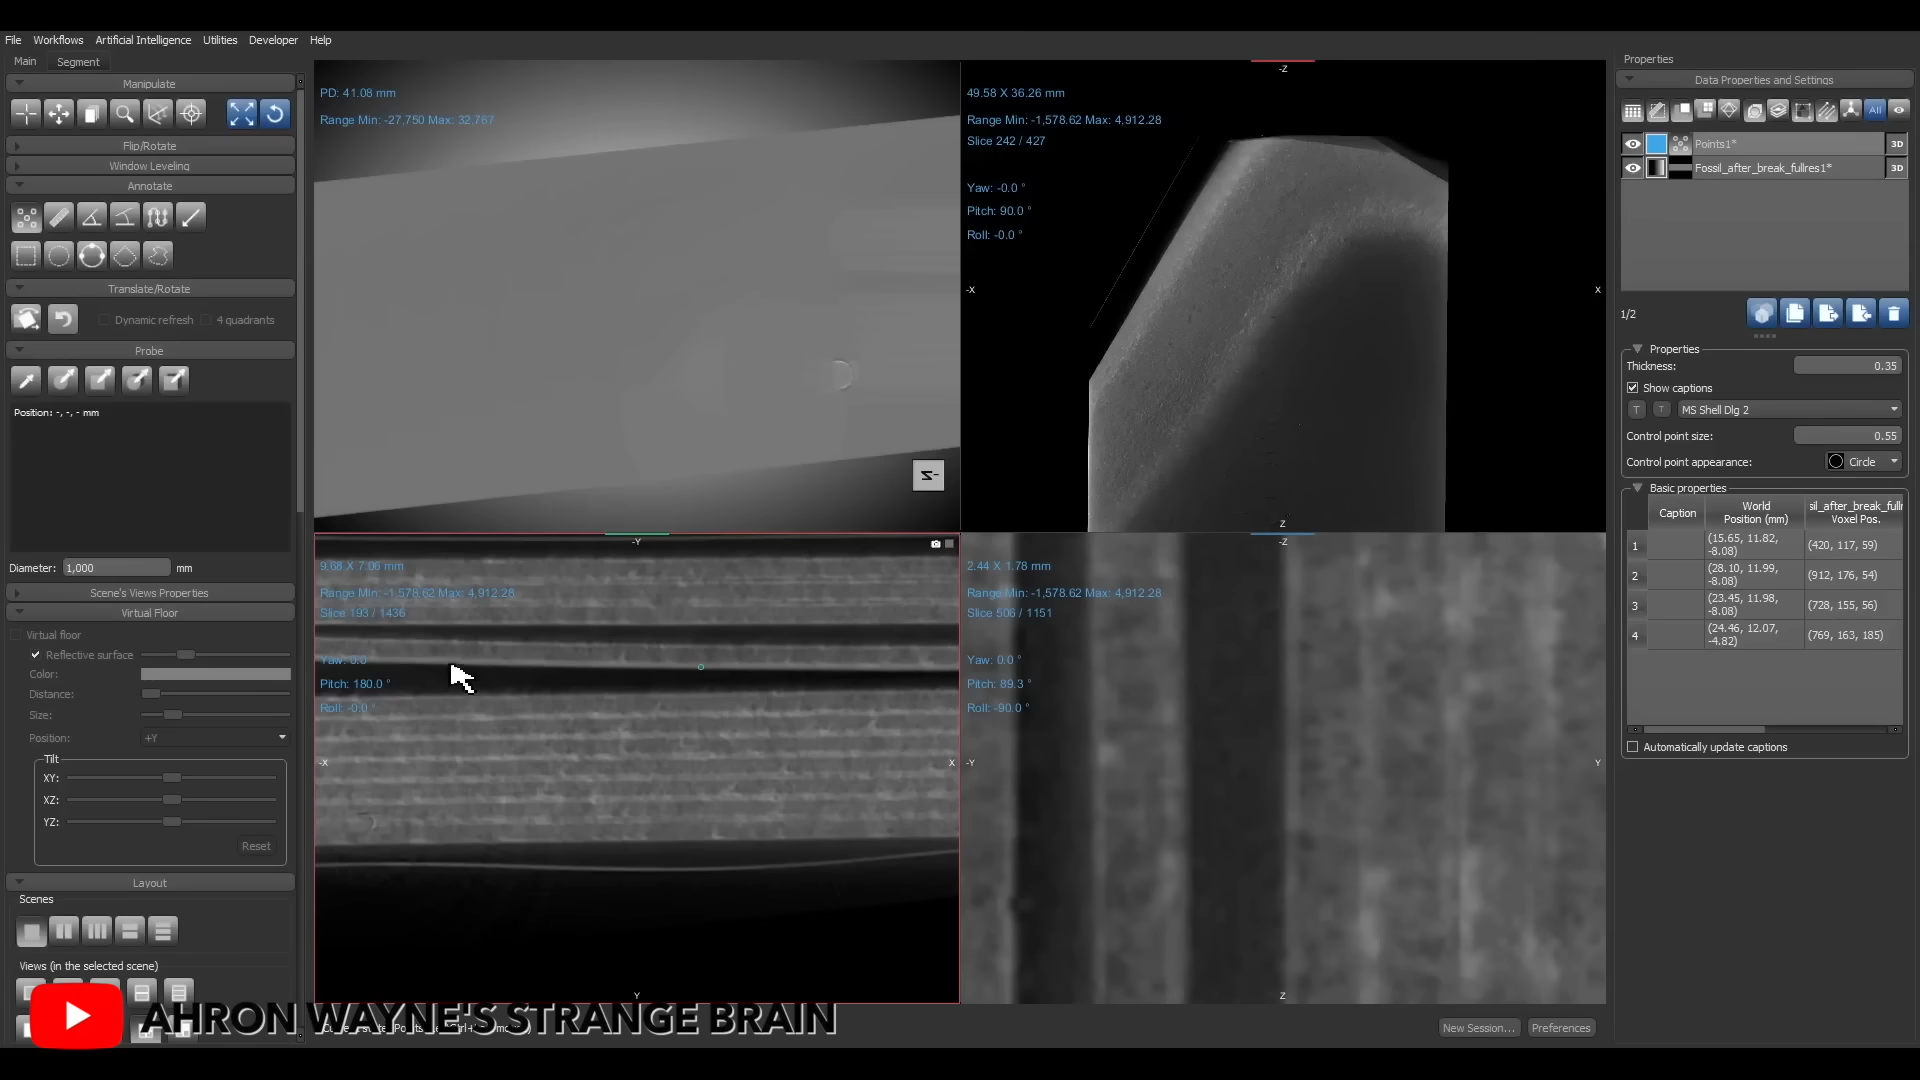 File Workflows Artificial Intelligence Utilities Developer Help
Main Segment
Manipulate
Flip/Rotate
Window Leveling
Annotate
Translate/Rotate
Dynamic refresh 4 quadrants
Probe
Position: -, -, - mm
Diameter: 1,000 mm
Scene's Views Properties
Virtual Floor
Virtual floor
Reflective surface
Color:
Distance:
Size:
Position: +Y
Tilt
XY:
XZ:
YZ:
Reset
Layout
Scenes
Views (in the selected scene)
PD: 41.08 mm
Range Min: -27,750 Max: 32,767
-Z
-Z
49.58 X 36.26 mm
Range Min: -1,578.62 Max: 4,912.28
Slice 242 / 427
Yaw: -0.0 °
Pitch: 90.0 °
Roll: -0.0 °
-X
X
Z
-Y
9.68 X 7.06 mm
Range Min: -1,578.62 Max: 4,912.28
Slice 193 / 1436
Yaw: 0.0
Pitch: 180.0 °
Roll: -0.0 °
-X
X
Y
-Z
2.44 X 1.78 mm
Range Min: -1,578.62 Max: 4,912.28
Slice 506 / 1151
Yaw: 0.0 °
Pitch: 89.3 °
Roll: -90.0 °
-Y
Y
Z
Properties
Data Properties and Settings
All
Points1* 3D
Fossil_after_break_fullres1* 3D
1/2
Properties
Thickness: 0.35
Show captions
T T MS Shell Dlg 2
Control point size: 0.55
Control point appearance: Circle
Basic properties
Caption World Position (mm) sil_after_break_fullr Voxel Pos.
1 (15.65, 11.82, -8.08) (420, 117, 59)
2 (28.10, 11.99, -8.08) (912, 176, 54)
3 (23.45, 11.98, -8.08) (728, 155, 56)
4 (24.46, 12.07, -4.82) (769, 163, 185)
Automatically update captions
New Session... Preferences
AHRON WAYNE'S STRANGE BRAIN